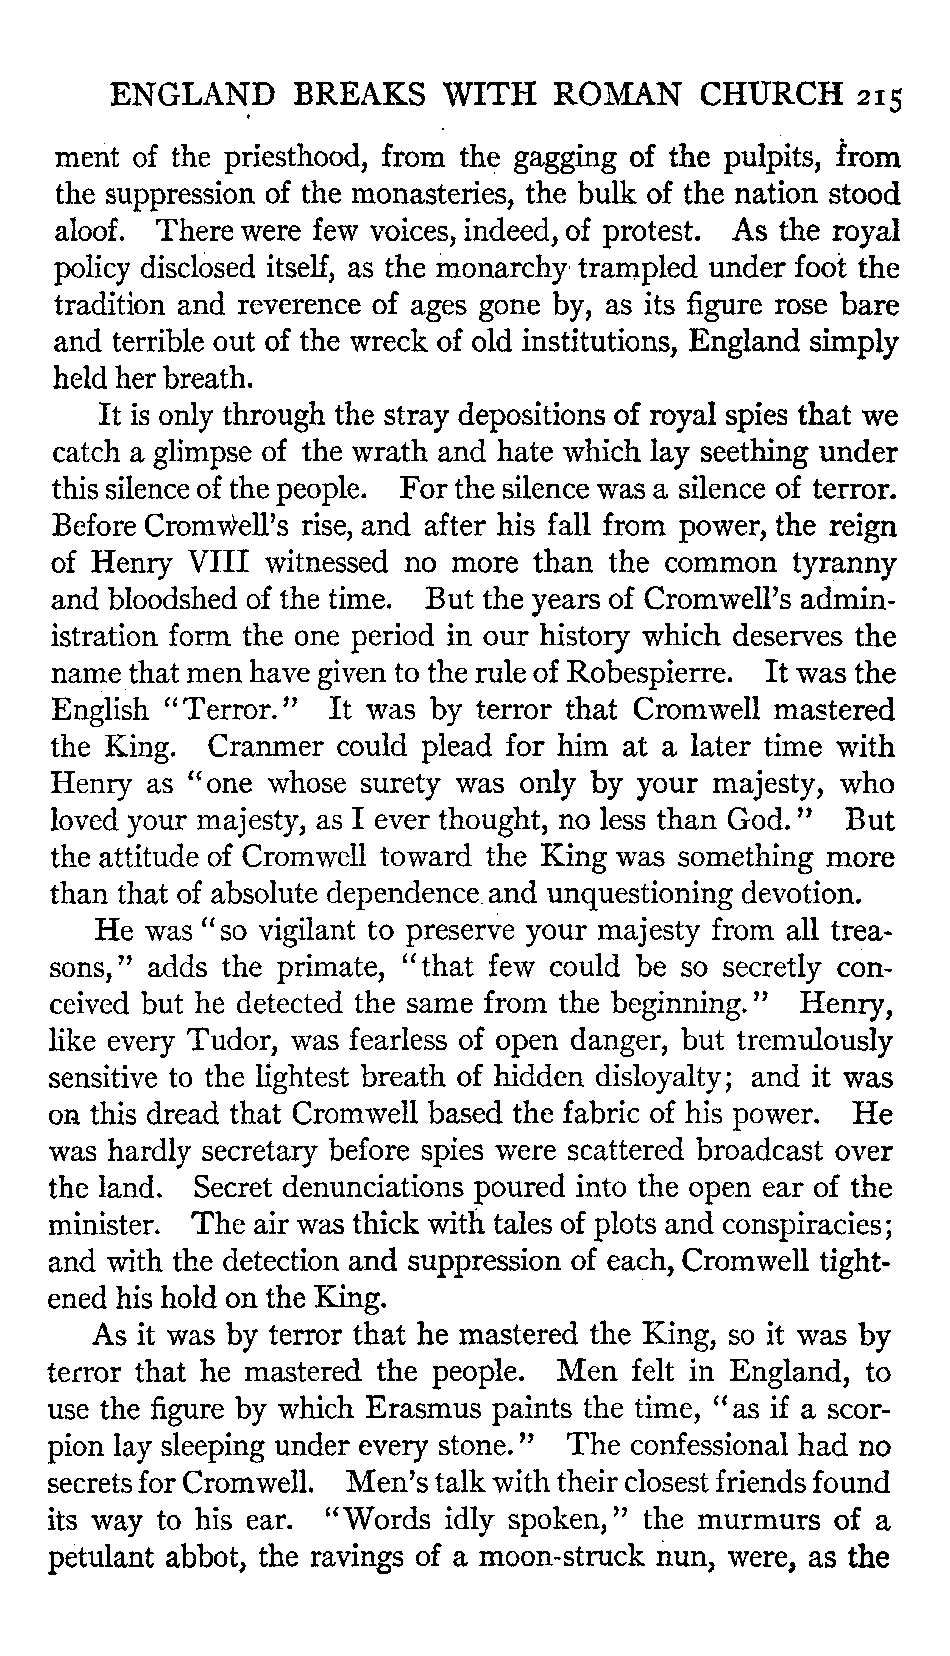 ENGLAND BREAKS WITH ROMAN CHURCH 215
ment of the priesthood, from the gagging of the pulpits, from
the suppression of the monasteries, the bulk of the nation stood
aloof. There were few voices, indeed, of protest. As the royal
policy disclosed itself, as the monarchy trampled under foot the
tradition and reverence of ages gone by, as its figure rose bare
and terrible out of the wreck of old institutions, England simply
held her breath.
It is only through the stray depositions of royal spies that we
catch a glimpse of the wrath and hate which lay seething under
this silence of the people. For the silence was a silence of terror.
Before Cromwell's rise, and after his fall from power, the reign
of Henry VIII witnessed no more than the common tyranny
and bloodshed of the time. But the years of Cromwell's admin-
istration form the one period in our history which deserves the
name that men have given to the rule of Robespierre. It was the
English "Terror." It was by terror that Cromwell mastered
the King. Cranmer could plead for him at a later time with
Henry as "one whose surety was only by your majesty, who
loved your majesty, as I ever thought, no less than God." But
the attitude of Cromwell toward the King was something more
than that of absolute dependence and unquestioning devotion.
He was "so vigilant to preserve your majesty from all trea-
sons," adds the primate, "that few could be so secretly con-
ceived but he detected the same from the beginning." Henry,
like every Tudor, was fearless of open danger, but tremulously
sensitive to the lightest breath of hidden disloyalty; and it was
on this dread that Cromwell based the fabric of his power. He
was hardly secretary before spies were scattered broadcast over
the land. Secret denunciations poured into the open ear of the
minister. The air was thick with tales of plots and conspiracies;
and with the detection and suppression of each, Cromwell tight-
ened his hold on the King.
As it was by terror that he mastered the King, so it was by
terror that he mastered the people. Men felt in England, to
use the figure by which Erasmus paints the time, "as if a scor-
pion lay sleeping under every stone." The confessional had no
secrets for Cromwell. Men's talk with their closest friends found
its way to his ear. "Words idly spoken," the murmurs of a
petulant abbot, the ravings of a moon-struck nun, were, as the